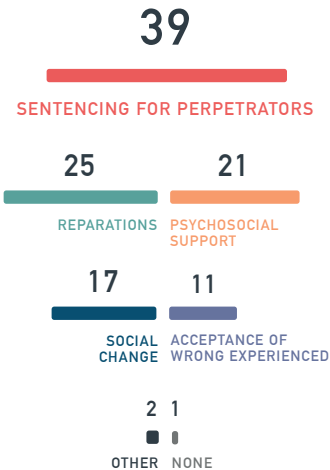 39
SENTENCING FOR PERPETRATORS
25
21
REPARATIONS
PSYCHOSOCIAL
SUPPORT
17
11
SOCIAL
CHANGE
ACCEPTANCE OF
WRONG EXPERIENCED
2
1
OTHER
NONE